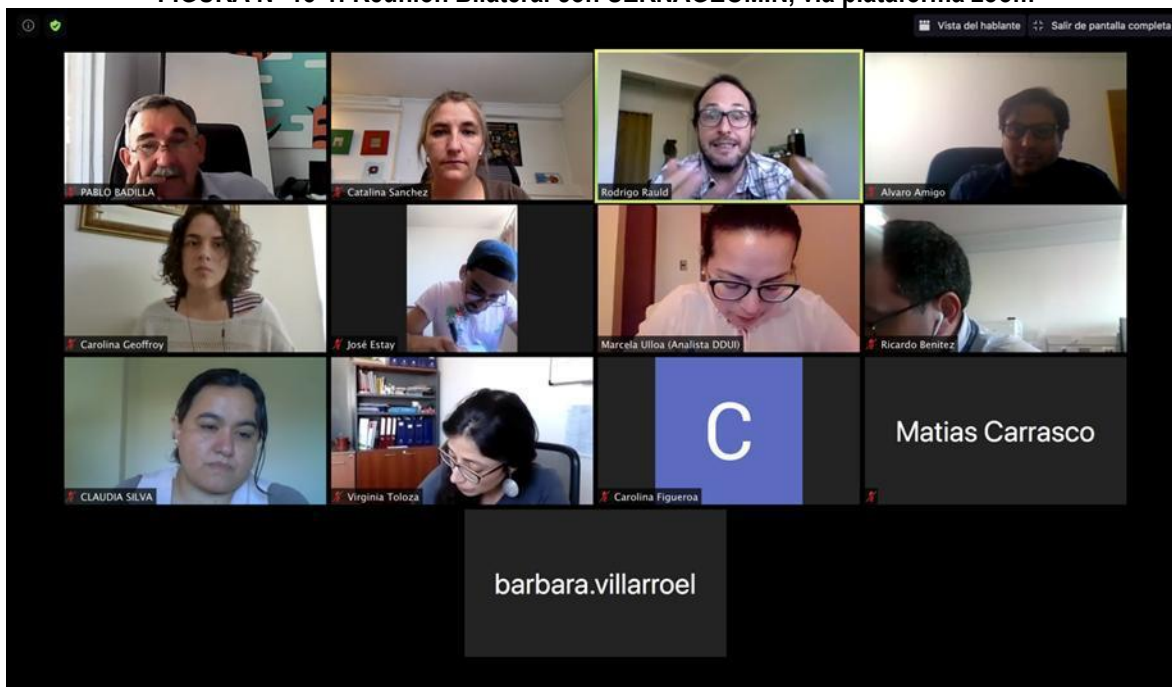 Vista del hablante
Salir de pantalla completa
PABLO BADILLA
Catalina Sanchez
Rodrigo Rauld
Alvaro Amigo
Carolina Geoffroy
José Estay
Marcela Ulloa (Analista DDUI)
Ricardo Benitez
CLAUDIA SILVA
Virginia Toloza
C
Carolina Figueroa
Matias Carrasco
barbara.villarroel